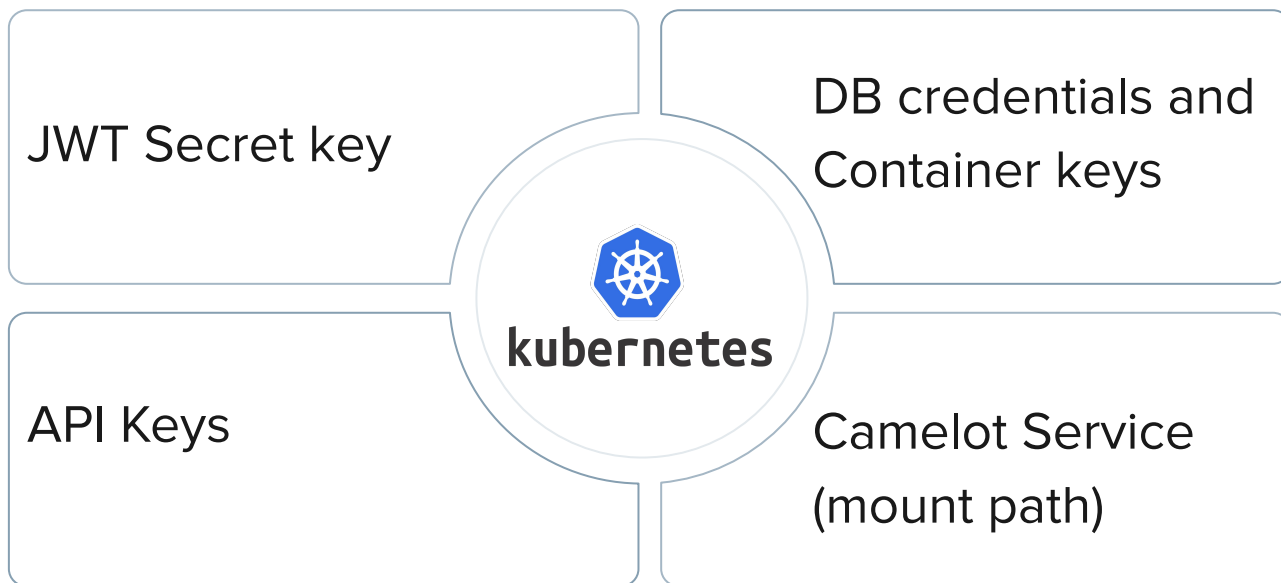 JWT Secret key
DB credentials and
Container keys
kubernetes
API Keys
Camelot Service
(mount path)